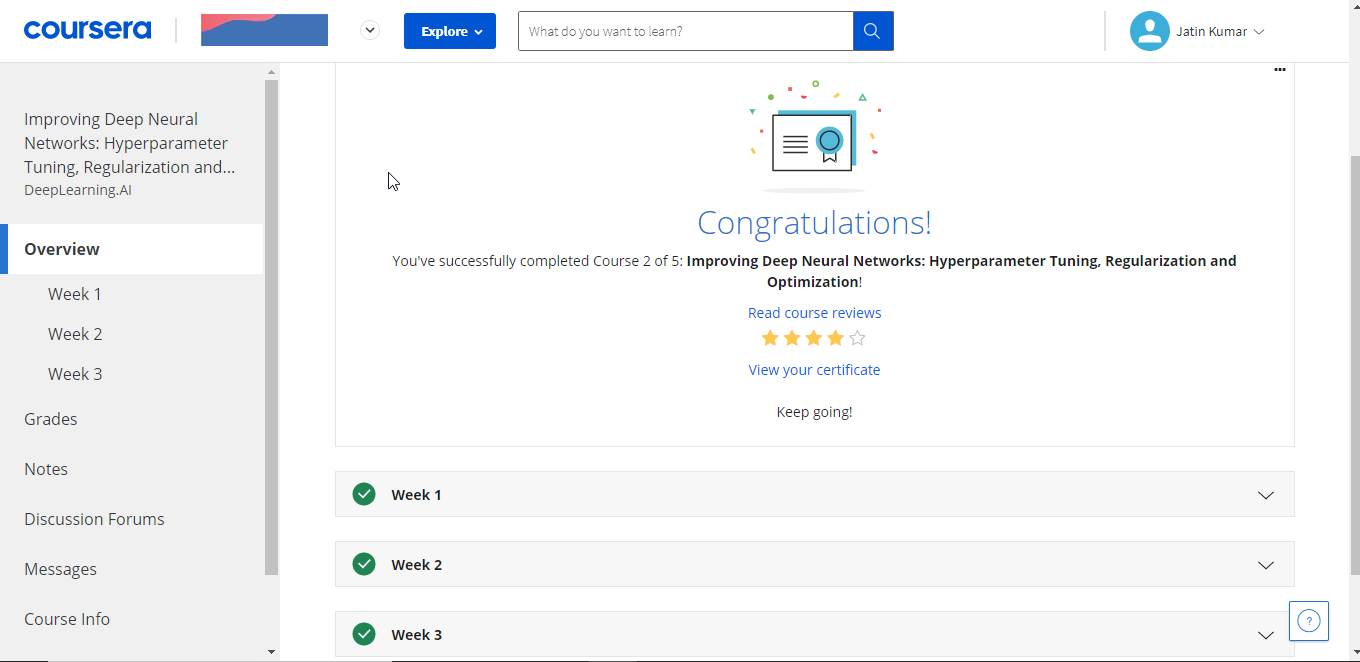 coursera
Explore
What do you want to learn?
Jatin Kumar
Improving Deep Neural
Networks: Hyperparameter
Tuning, Regularization and...
DeepLearning.AI
Overview
Week 1
Week 2
Week 3
Grades
Notes
Discussion Forums
Messages
Course Info
Congratulations!
You've successfully completed Course 2 of 5: Improving Deep Neural Networks: Hyperparameter Tuning, Regularization and
Optimization!
Read course reviews
View your certificate
Keep going!
Week 1
Week 2
Week 3
?